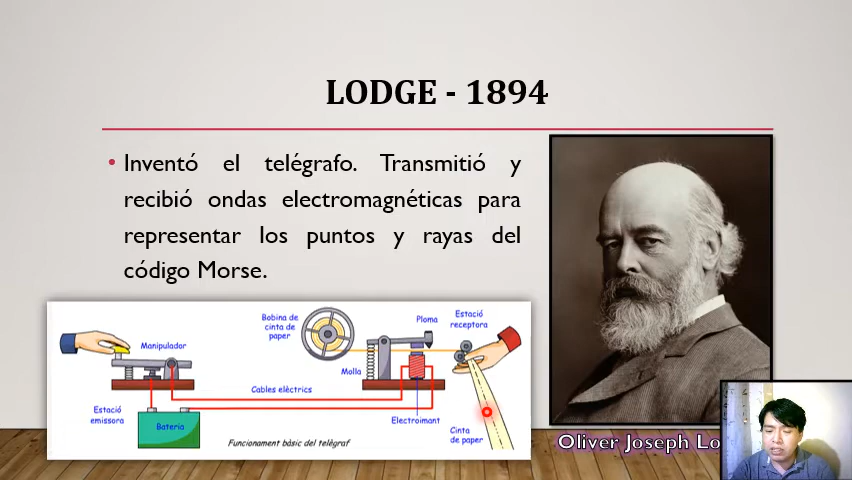 LODGE - 1894
• Inventó el telégrafo. Transmitió y
recibió ondas electromagnéticas para
representar los puntos y rayas del
código Morse.
Bobina de
cinta de
paper
Ploma
Estació
receptora
Manipulador
Molla
Cables elèctrics
Estació
emissora
Bateria
Electroimant
Cinta
de paper
Funcionament bàsic del telègraf
Oliver Joseph Lo